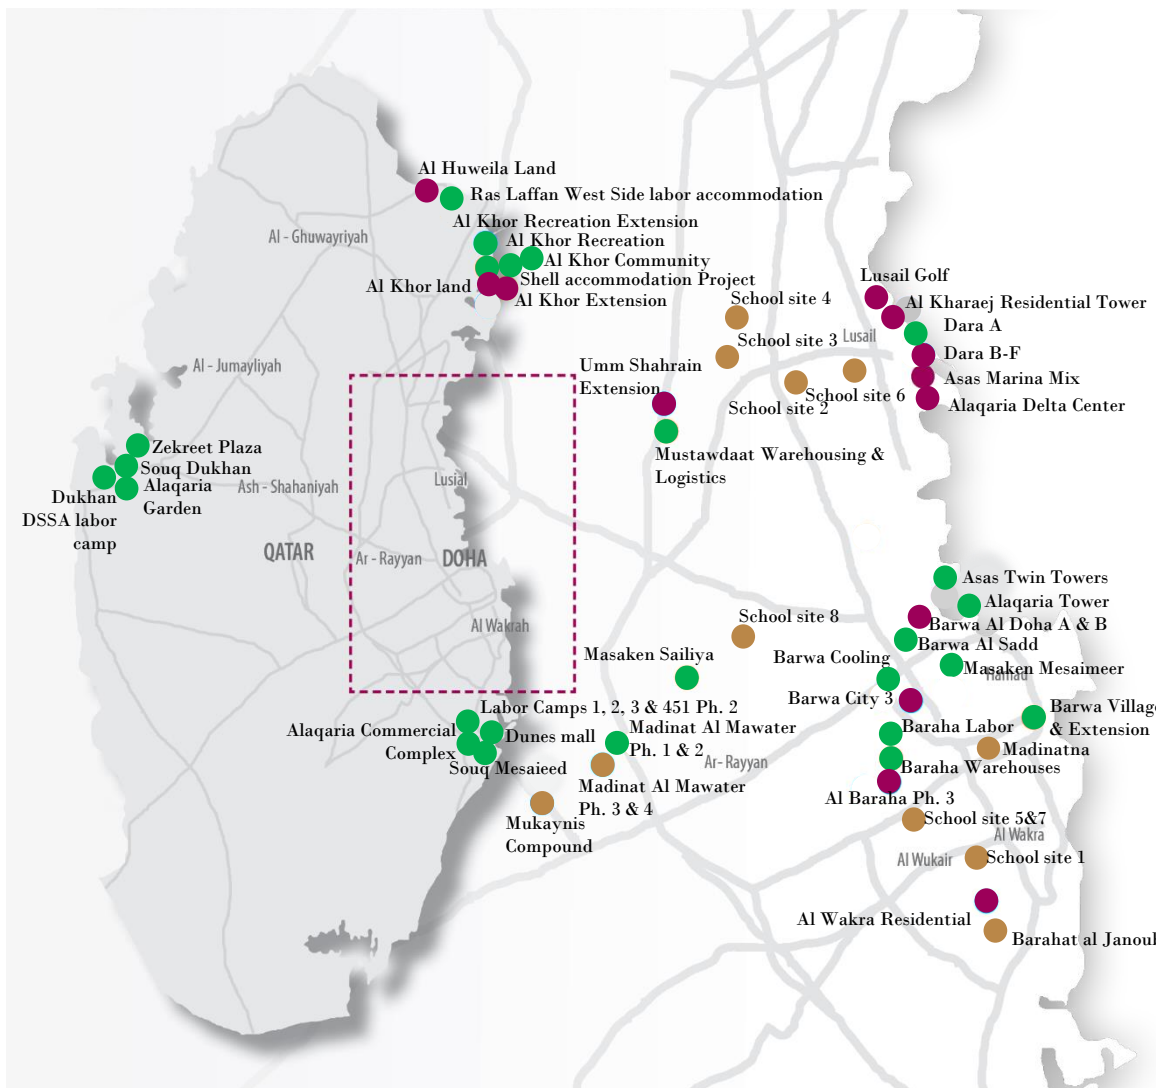 Al Huweila Land
Ras Laffan West Side labor accommodation
Al Khor Recreation Extension
Al - Ghuwayriyah
Al Khor Recreation
Al Khor Community
Shell accommodation Project
Al Khor land
Al Khor Extension
Lusail Golf
School site 4
Al Kharaej Residential Tower
Dara A
School site 3
Lusail
Dara B-F
Al - Jumayliyah
Umm Shahrain
Extension
Asas Marina Mix
School site 6
School site 2
Alaqaria Delta Center
Zekreet Plaza
Mustawdaat Warehousing &
Logistics
Souq Dukhan
Lusial
Alaqaria
Garden
Ash - Shahaniyah
Dukhan
DSSA labor
camp
QATAR
Ar - Rayyan
DOHA
Asas Twin Towers
Alaqaria Tower
School site 8
Al Wakrah
Barwa Al Doha A & B
Barwa Al Sadd
Masaken Sailiya
Barwa Cooling
Masaken Mesaimeer
Hamad
Barwa City 3
Labor Camps 1, 2, 3 & 451 Ph. 2
Barwa Village
& Extension
Alaqaria Commercial
Complex
Dunes mall
Madinat Al Mawater
Ph. 1 & 2
Baraha Labor
Madinatna
Souq Mesaieed
Ar- Rayyan
Baraha Warehouses
Madinat Al Mawater
Ph. 3 & 4
Al Baraha Ph. 3
Mukaynis
Compound
School site 5&7
Al Wakra
Al Wukair
School site 1
Al Wakra Residential
Barahat al Janoub